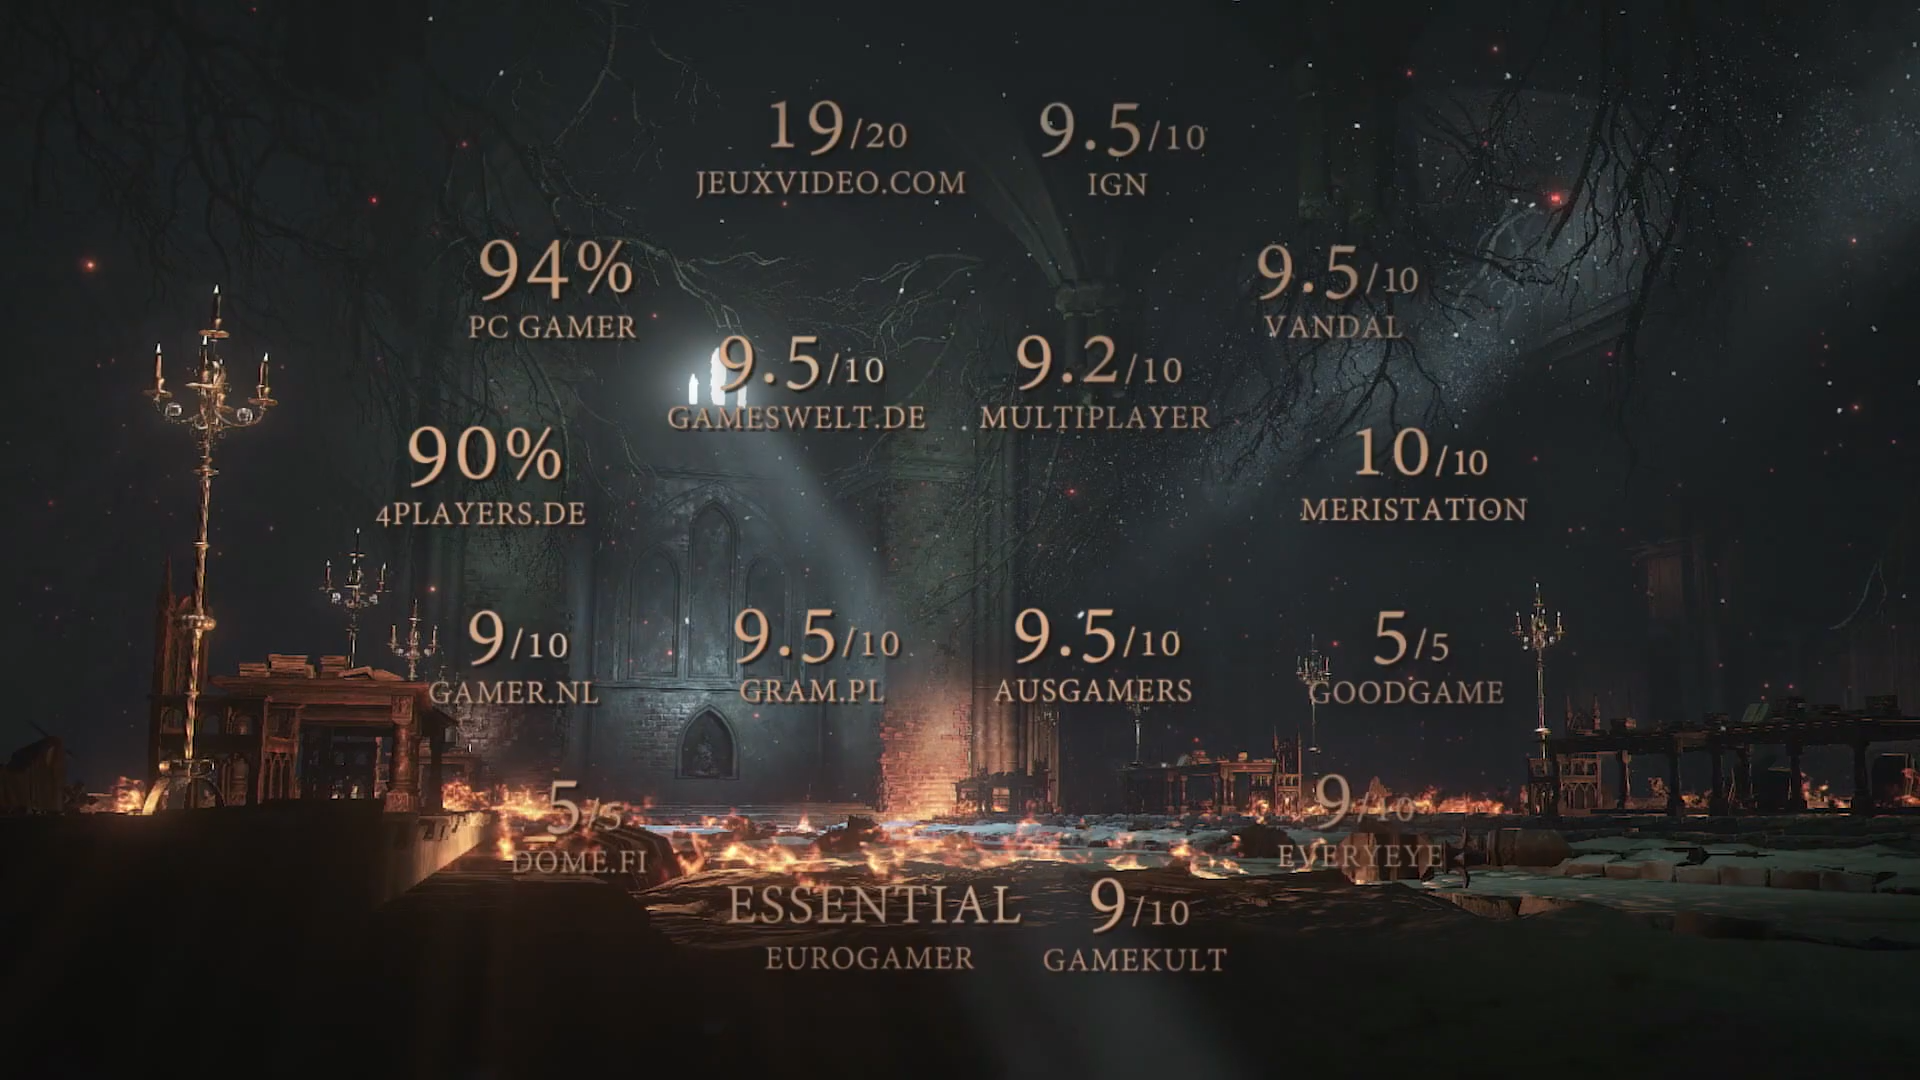 19/20
JEUXVIDEO.COM
9.5/10
IGN
94%
PC GAMER
9.5/10
VANDAL
9.5/10
GAMESWELT.DE
9.2/10
MULTIPLAYER
90%
4PLAYERS.DE
10/10
MERISTATION
9/10
GAMER.NL
9.5/10
GRAM.PL
9.5/10
AUSGAMERS
5/5
GOODGAME
5/5
DOME.FI
9/10
EVERYEYE
ESSENTIAL
EUROGAMER
9/10
GAMEKULT